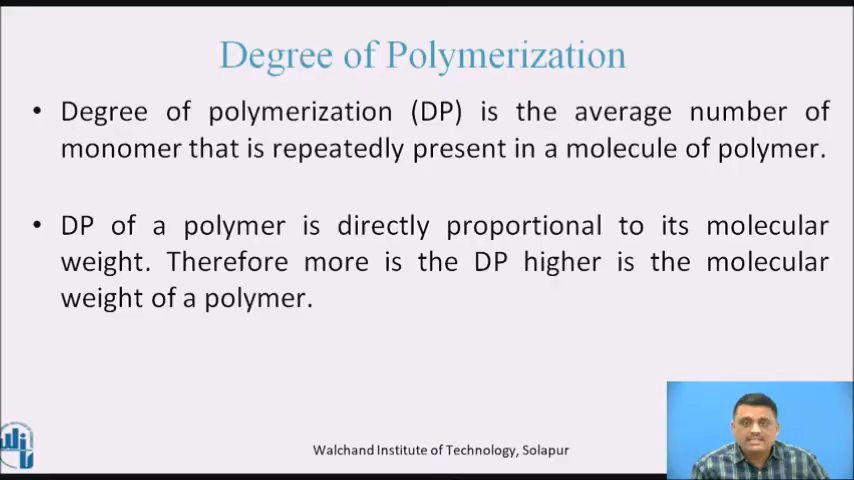 Degree of Polymerization
• Degree of polymerization (DP) is the average number of
monomer that is repeatedly present in a molecule of polymer.
• DP of a polymer is directly proportional to its molecular
weight. Therefore more is the DP higher is the molecular
weight of a polymer.
Walchand Institute of Technology, Solapur